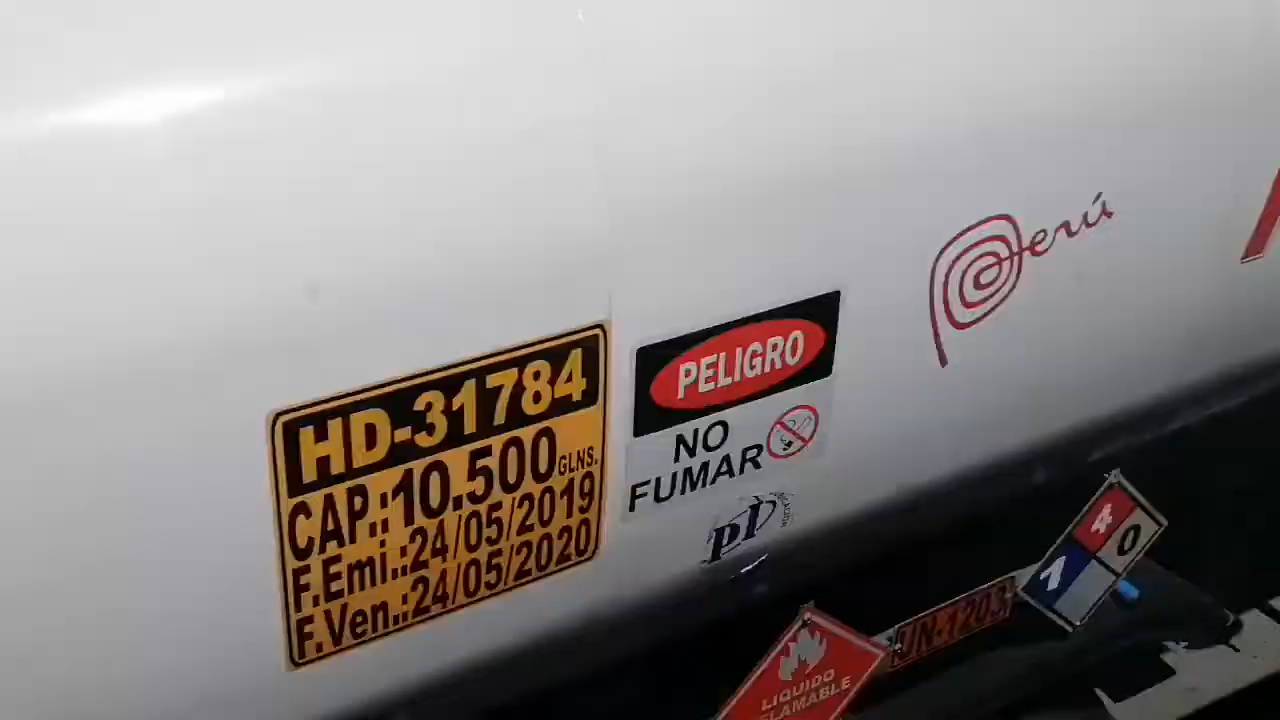 HD-31784
CAP.:10.500 GLNS.
F.Emi.:24/05/2019
F.Ven.:24/05/2020
PELIGRO
NO
FUMAR
Perú
UN-1203
4
1
0
LIQUIDO